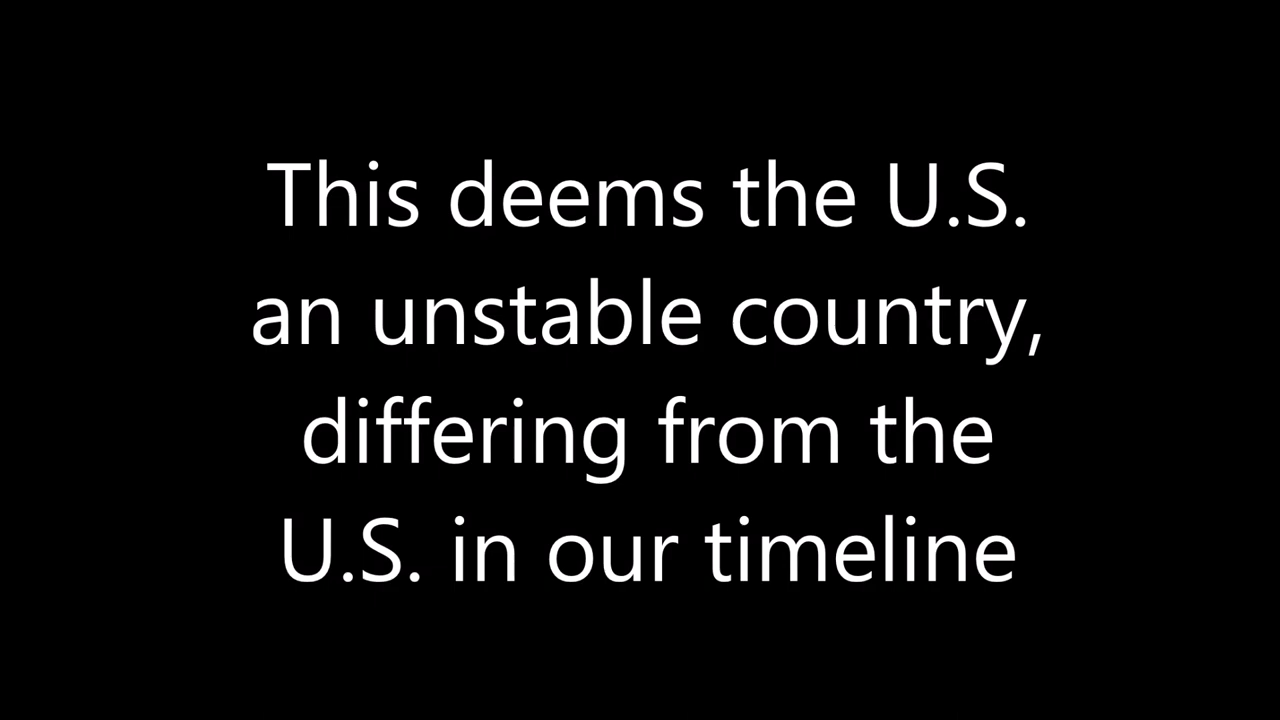 This deems the U.S.
an unstable country,
differing from the
U.S. in our timeline